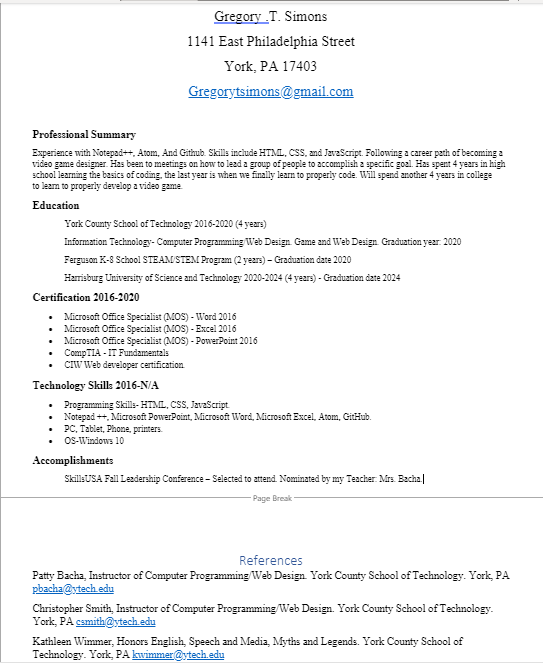 Gregory .T. Simons
1141 East Philadelphia Street
York, PA 17403
Gregorytsimons@gmail.com
Professional Summary
Experience with Notepad++, Atom, And Github. Skills include HTML, CSS, and JavaScript. Following a career path of becoming a
video game designer. Has been to meetings on how to lead a group of people to accomplish a specific goal. Has spent 4 years in high
school learning the basics of coding, the last year is when we finally learn to properly code. Will spend another 4 years in college
to learn to properly develop a video game.
Education
York County School of Technology 2016-2020 (4 years)
Information Technology- Computer Programming/Web Design. Game and Web Design. Graduation year: 2020
Ferguson K-8 School STEAM/STEM Program (2 years) – Graduation date 2020
Harrisburg University of Science and Technology 2020-2024 (4 years) - Graduation date 2024
Certification 2016-2020
• Microsoft Office Specialist (MOS) - Word 2016
• Microsoft Office Specialist (MOS) - Excel 2016
• Microsoft Office Specialist (MOS) - PowerPoint 2016
• CompTIA - IT Fundamentals
• CIW Web developer certification.
Technology Skills 2016-N/A
• Programming Skills- HTML, CSS, JavaScript.
• Notepad ++, Microsoft PowerPoint, Microsoft Word, Microsoft Excel, Atom, GitHub.
• PC, Tablet, Phone, printers.
• OS-Windows 10
Accomplishments
SkillsUSA Fall Leadership Conference – Selected to attend. Nominated by my Teacher: Mrs. Bacha.
Page Break
References
Patty Bacha, Instructor of Computer Programming/Web Design. York County School of Technology. York, PA
pbacha@ytech.edu
Christopher Smith, Instructor of Computer Programming/Web Design. York County School of Technology.
York, PA csmith@ytech.edu
Kathleen Wimmer, Honors English, Speech and Media, Myths and Legends. York County School of
Technology. York, PA kwimmer@ytech.edu